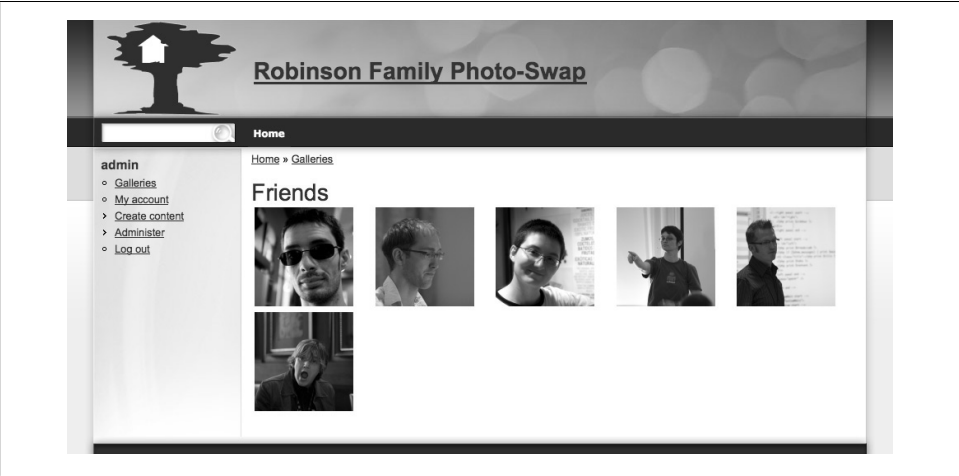 Robinson Family Photo-Swap
Home
admin
Galleries
My account
Create content
Administer
Log out
Home » Galleries
Friends